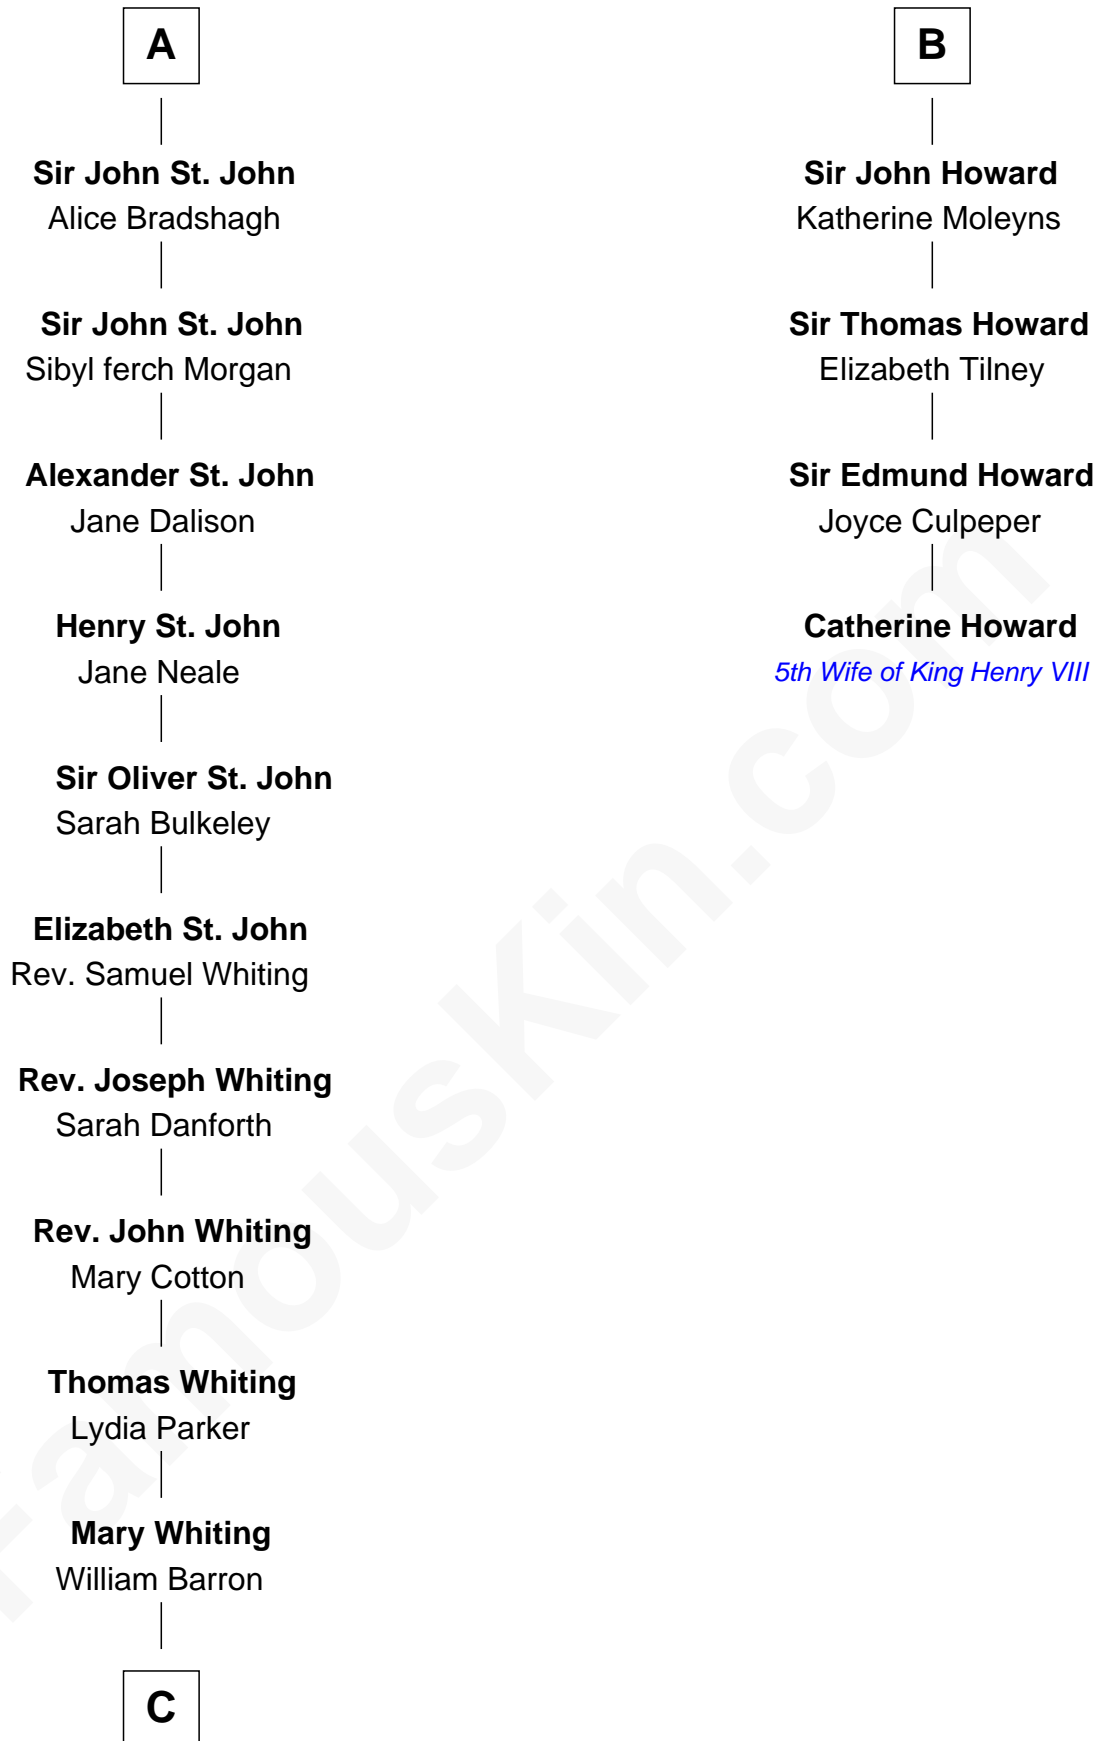 A
Sir John St. John
Alice Bradshagh
Sir John St. John
Sibyl ferch Morgan
Alexander St. John
Jane Dalison
Henry St. John
Jane Neale
Sir Oliver St. John
Sarah Bulkeley
Elizabeth St. John
Rev. Samuel Whiting
Rev. Joseph Whiting
Sarah Danforth
Rev. John Whiting
Mary Cotton
Thomas Whiting
Lydia Parker
Mary Whiting
William Barron
C
B
Sir John Howard
Katherine Moleyns
Sir Thomas Howard
Elizabeth Tilney
Sir Edmund Howard
Joyce Culpeper
Catherine Howard
5th Wife of King Henry VIII
FamousKin.com